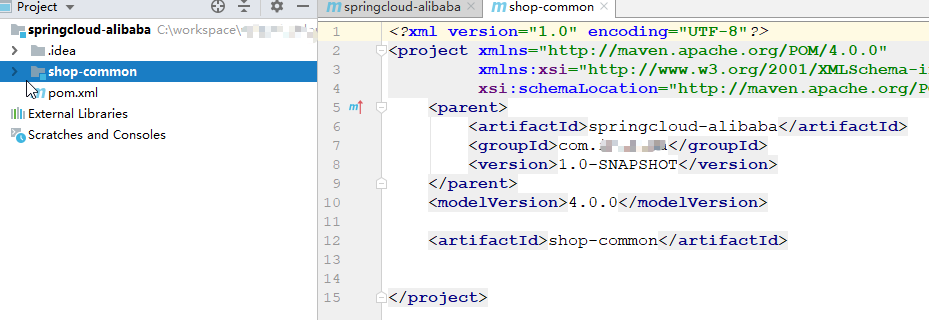 Project
springcloud-alibaba C:\workspace\
.idea
shop-common
pom.xml
External Libraries
Scratches and Consoles
springcloud-alibaba
shop-common
1 <?xml version="1.0" encoding="UTF-8"?>
2 <project xmlns="http://maven.apache.org/POM/4.0.0"
3 xmlns:xsi="http://www.w3.org/2001/XMLSchema-i
4 xsi:schemaLocation="http://maven.apache.org/PO
5 <parent>
6 <artifactId>springcloud-alibaba</artifactId>
7 <groupId>com.</groupId>
8 <version>1.0-SNAPSHOT</version>
9 </parent>
10 <modelVersion>4.0.0</modelVersion>
11
12 <artifactId>shop-common</artifactId>
13
14
15 </project>